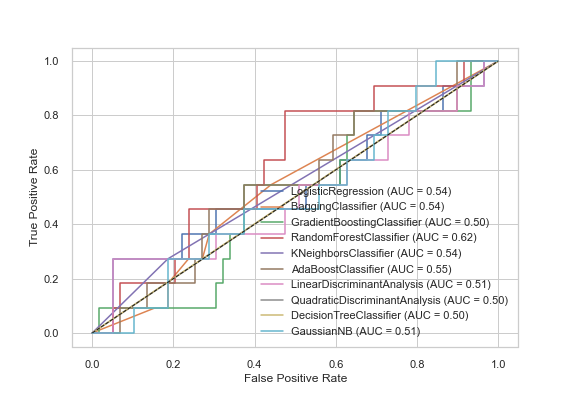 1.0
0.8
0.6
0.4
0.2
0.0
True Positive Rate
LogisticRegression (AUC = 0.54)
BaggingClassifier (AUC = 0.54)
GradientBoostingClassifier (AUC = 0.50)
RandomForestClassifier (AUC = 0.62)
KNeighborsClassifier (AUC = 0.54)
AdaBoostClassifier (AUC = 0.55)
LinearDiscriminantAnalysis (AUC = 0.51)
QuadraticDiscriminantAnalysis (AUC = 0.50)
DecisionTreeClassifier (AUC = 0.50)
GaussianNB (AUC = 0.51)
0.0 0.2 0.4 0.6 0.8 1.0
False Positive Rate